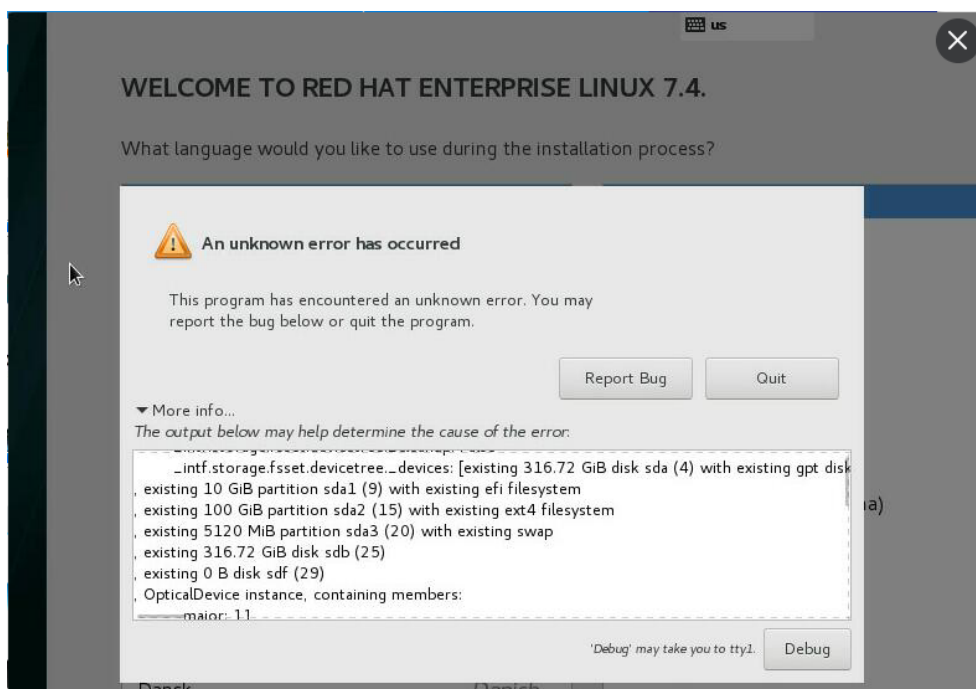 us
WELCOME TO RED HAT ENTERPRISE LINUX 7.4.
What language would you like to use during the installation process?
An unknown error has occurred
This program has encountered an unknown error. You may
report the bug below or quit the program.
Report Bug
Quit
More info...
The output below may help determine the cause of the error:
_intf.storage.fsset.devicetree._devices: [existing 316.72 GiB disk sda (4) with existing gpt disk
, existing 10 GiB partition sda1 (9) with existing efi filesystem
, existing 100 GiB partition sda2 (15) with existing ext4 filesystem
, existing 5120 MiB partition sda3 (20) with existing swap
, existing 316.72 GiB disk sdb (25)
, existing 0 B disk sdf (29)
, OpticalDevice instance, containing members:
major: 11
'Debug' may take you to tty1.
Debug
Dansk
Danish